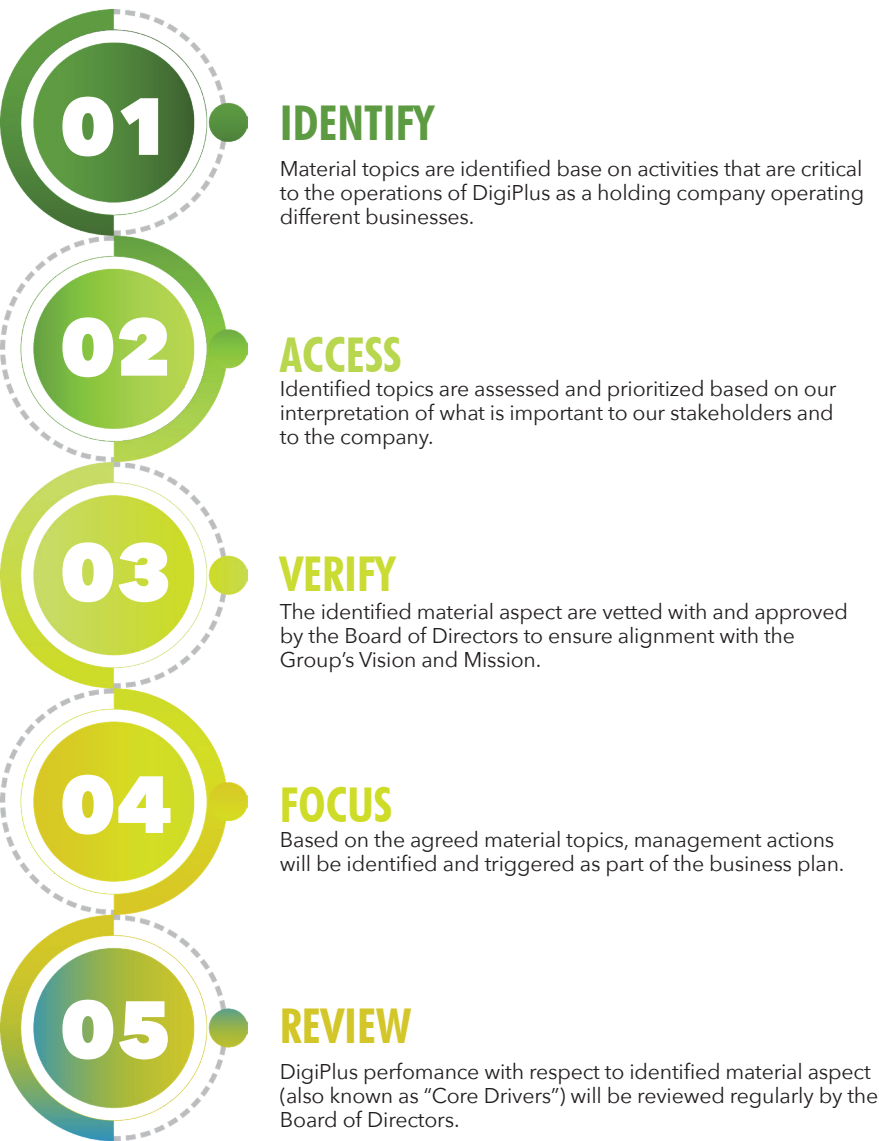 01
IDENTIFY
Material topics are identified base on activities that are critical
to the operations of DigiPlus as a holding company operating
different businesses.
02
ACCESS
Identified topics are assessed and prioritized based on our
interpretation of what is important to our stakeholders and
to the company.
03
VERIFY
The identified material aspect are vetted with and approved
by the Board of Directors to ensure alignment with the
Group’s Vision and Mission.
04
FOCUS
Based on the agreed material topics, management actions
will be identified and triggered as part of the business plan.
05
REVIEW
DigiPlus perfomance with respect to identified material aspect
(also known as “Core Drivers”) will be reviewed regularly by the
Board of Directors.